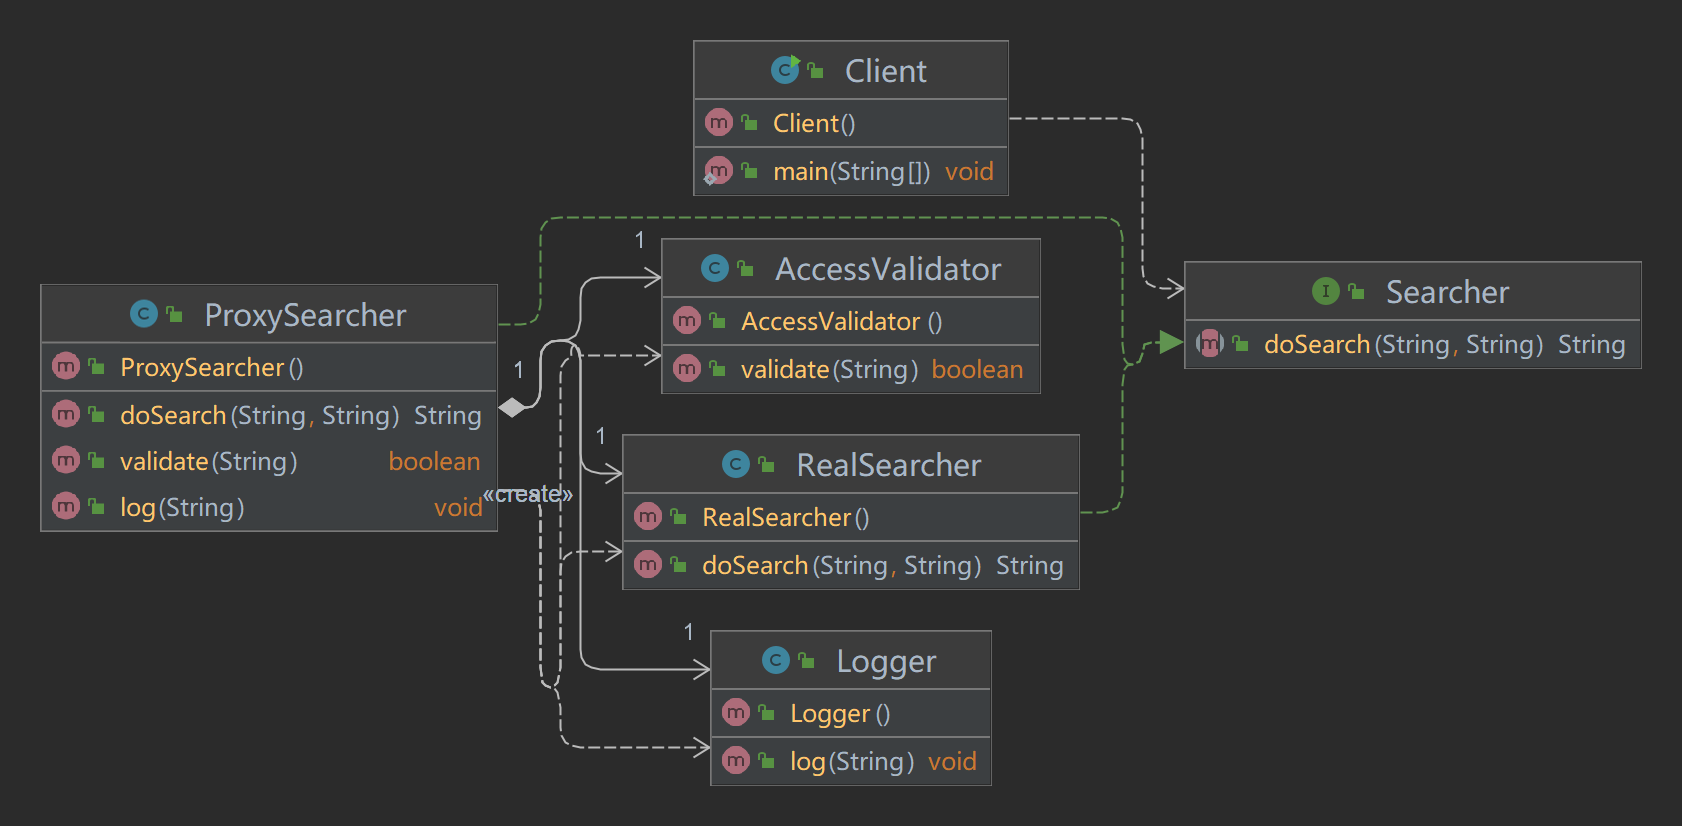 Client
Client()
main(String[]) void
1
AccessValidator
AccessValidator ()
validate(String) boolean
Searcher
doSearch(String, String) String
ProxySearcher
ProxySearcher()
doSearch(String, String) String
validate(String) boolean
log(String) void
1
«create»
1
RealSearcher
RealSearcher()
doSearch(String, String) String
1
Logger
Logger ()
log(String) void